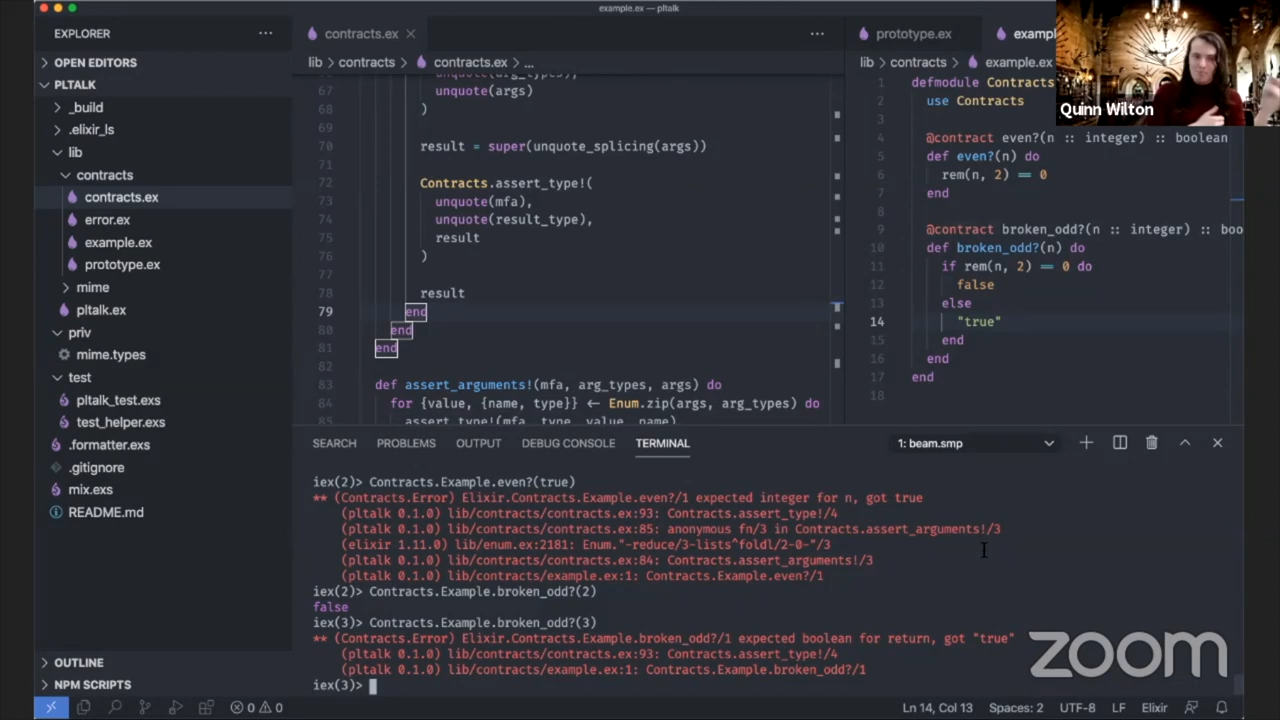 example.ex — pltalk
EXPLORER
OPEN EDITORS
PLTALK
_build
.elixir_ls
lib
contracts
contracts.ex
error.ex
example.ex
prototype.ex
mime
pltalk.ex
priv
mime.types
test
pltalk_test.exs
test_helper.exs
.formatter.exs
.gitignore
mix.exs
README.md
OUTLINE
NPM SCRIPTS
contracts.ex
lib > contracts > contracts.ex > ...
unquote(arg_types),
67 unquote(args)
68 )
69
70 result = super(unquote_splicing(args))
71
72 Contracts.assert_type!(
73 unquote(mfa),
74 unquote(result_type),
75 result
76 )
77
78 result
79 end
80 end
81 end
82
83 def assert_arguments!(mfa, arg_types, args) do
84 for {value, {name, type}} <- Enum.zip(args, arg_types) do
85 assert_type!(mfa, type, value, name)
prototype.ex
lib > contracts > example.ex
1 defmodule Contracts
2 use Contracts
3
4 @contract even?(n :: integer) :: boolean
5 def even?(n) do
6 rem(n, 2) == 0
7 end
8
9 @contract broken_odd?(n :: integer) :: boo
10 def broken_odd?(n) do
11 if rem(n, 2) == 0 do
12 false
13 else
14 "true"
15 end
16 end
17 end
18
Quinn Wilton
SEARCH PROBLEMS OUTPUT DEBUG CONSOLE TERMINAL
1: beam.smp
iex(2)> Contracts.Example.even?(true)
** (Contracts.Error) Elixir.Contracts.Example.even?/1 expected integer for n, got true
(pltalk 0.1.0) lib/contracts/contracts.ex:93: Contracts.assert_type!/4
(pltalk 0.1.0) lib/contracts/contracts.ex:85: anonymous fn/3 in Contracts.assert_arguments!/3
(elixir 1.11.0) lib/enum.ex:2181: Enum."-reduce/3-lists^foldl/2-0-"/3
(pltalk 0.1.0) lib/contracts/contracts.ex:84: Contracts.assert_arguments!/3
(pltalk 0.1.0) lib/contracts/example.ex:1: Contracts.Example.even?/1
iex(2)> Contracts.Example.broken_odd?(2)
false
iex(3)> Contracts.Example.broken_odd?(3)
** (Contracts.Error) Elixir.Contracts.Example.broken_odd?/1 expected boolean for return, got "true"
(pltalk 0.1.0) lib/contracts/contracts.ex:93: Contracts.assert_type!/4
(pltalk 0.1.0) lib/contracts/example.ex:1: Contracts.Example.broken_odd?/1
iex(3)>
zoom
0 0
Ln 14, Col 13 Spaces: 2 UTF-8 LF Elixir